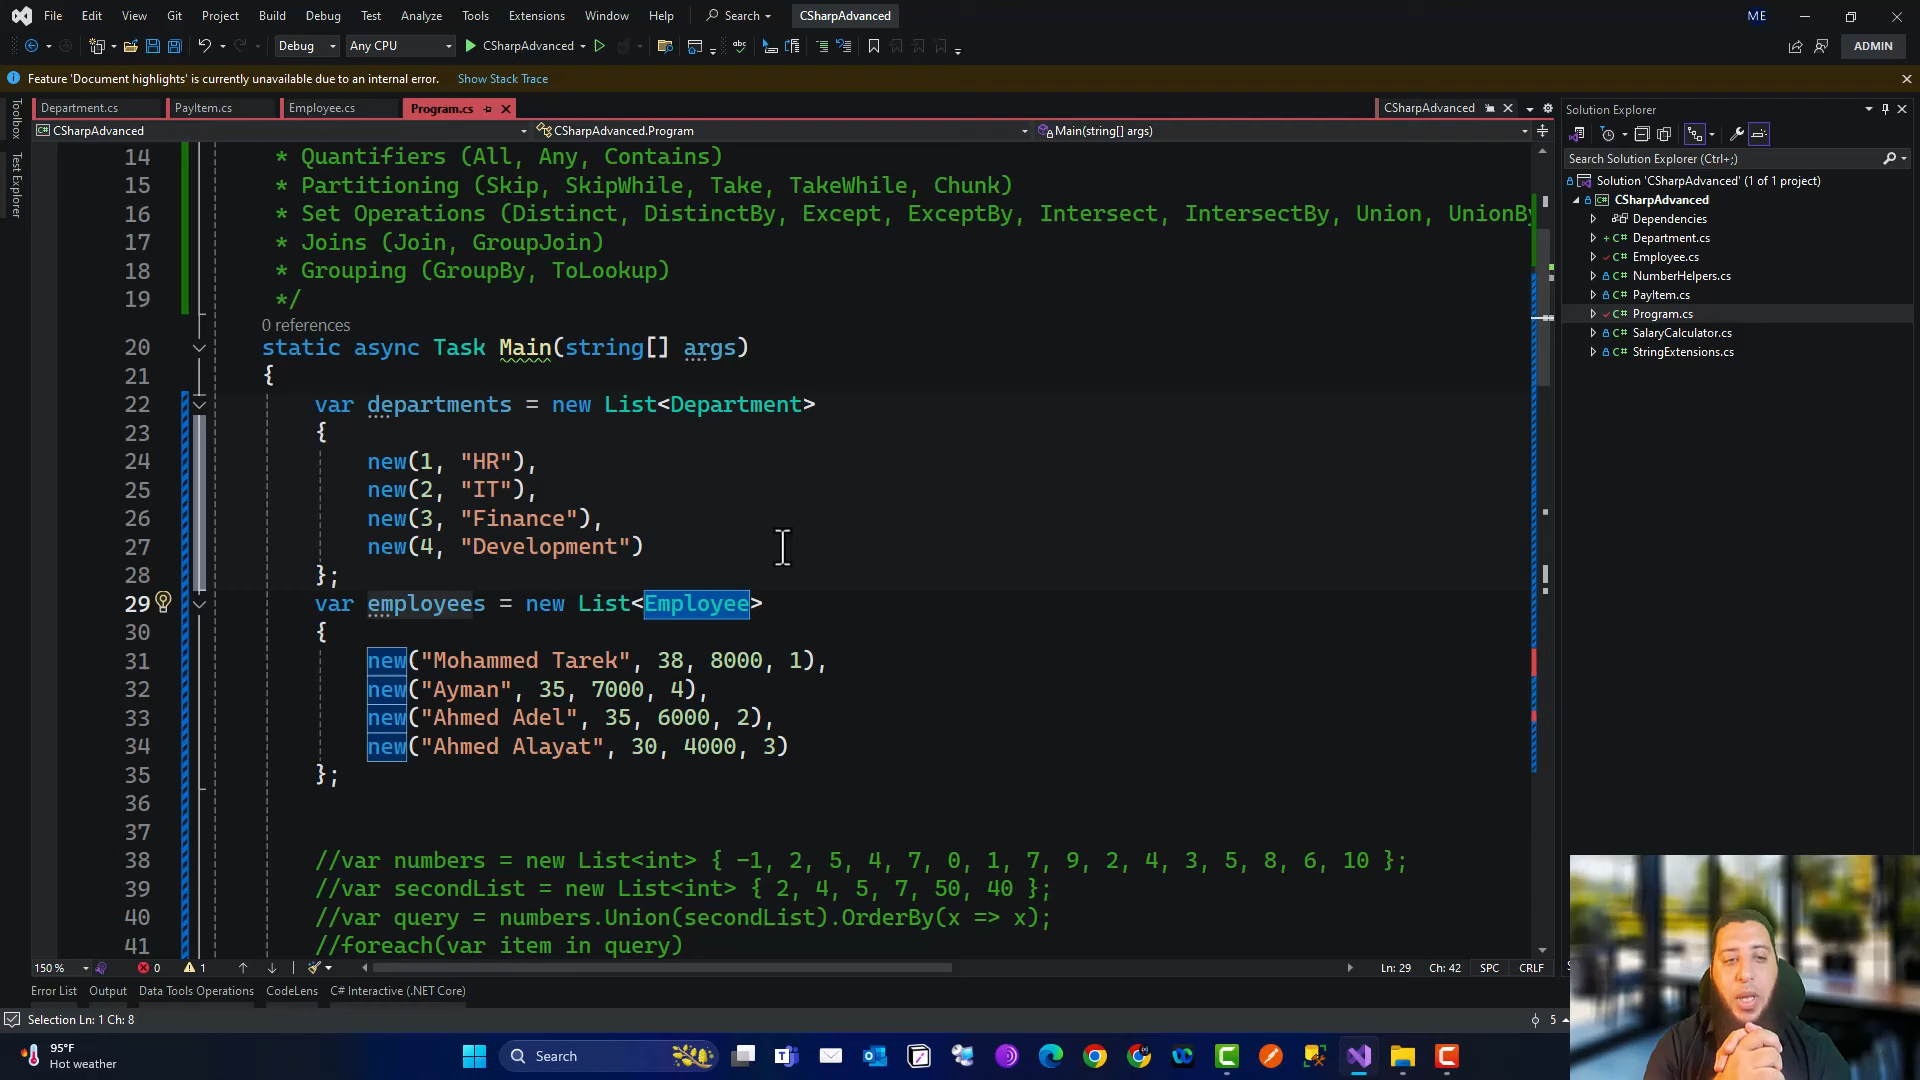 File Edit View Git Project Build Debug Test Analyze Tools Extensions Window Help Search CSharpAdvanced ME
Debug Any CPU CSharpAdvanced ADMIN
Feature 'Document highlights' is currently unavailable due to an internal error. Show Stack Trace
Department.cs PayItem.cs Employee.cs Program.cs CSharpAdvanced
CSharpAdvanced CSharpAdvanced.Program Main(string[] args)
Toolbox
Test Explorer
14 * Quantifiers (All, Any, Contains)
15 * Partitioning (Skip, SkipWhile, Take, TakeWhile, Chunk)
16 * Set Operations (Distinct, DistinctBy, Except, ExceptBy, Intersect, IntersectBy, Union, UnionBy
17 * Joins (Join, GroupJoin)
18 * Grouping (GroupBy, ToLookup)
19 */
0 references
20 static async Task Main(string[] args)
21 {
22 var departments = new List<Department>
23 {
24 new(1, "HR"),
25 new(2, "IT"),
26 new(3, "Finance"),
27 new(4, "Development")
28 };
29 var employees = new List<Employee>
30 {
31 new("Mohammed Tarek", 38, 8000, 1),
32 new("Ayman", 35, 7000, 4),
33 new("Ahmed Adel", 35, 6000, 2),
34 new("Ahmed Alayat", 30, 4000, 3)
35 };
36
37
38 //var numbers = new List<int> { -1, 2, 5, 4, 7, 0, 1, 7, 9, 2, 4, 3, 5, 8, 6, 10 };
39 //var secondList = new List<int> { 2, 4, 5, 7, 50, 40 };
40 //var query = numbers.Union(secondList).OrderBy(x => x);
41 //foreach(var item in query)
Solution Explorer
Search Solution Explorer (Ctrl+;)
Solution 'CSharpAdvanced' (1 of 1 project)
CSharpAdvanced
Dependencies
C# Department.cs
C# Employee.cs
C# NumberHelpers.cs
C# PayItem.cs
C# Program.cs
C# SalaryCalculator.cs
C# StringExtensions.cs
150 % 0 1 Ln: 29 Ch: 42 SPC CRLF
Error List Output Data Tools Operations CodeLens C# Interactive (.NET Core)
Selection Ln: 1 Ch: 8 5
95°F
Hot weather
Search